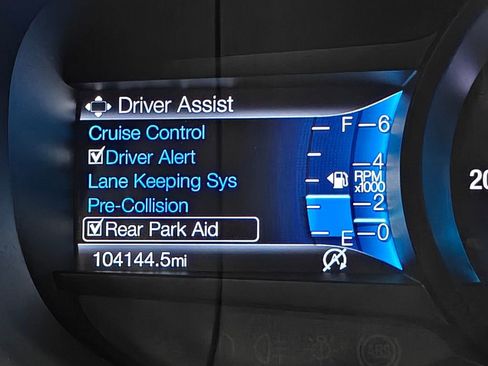 Driver Assist
Cruise Control
Driver Alert
Lane Keeping Sys
Pre-Collision
Rear Park Aid
104144.5mi
F 6
4
RPM
x1000
2
E 0
A
20
ABS